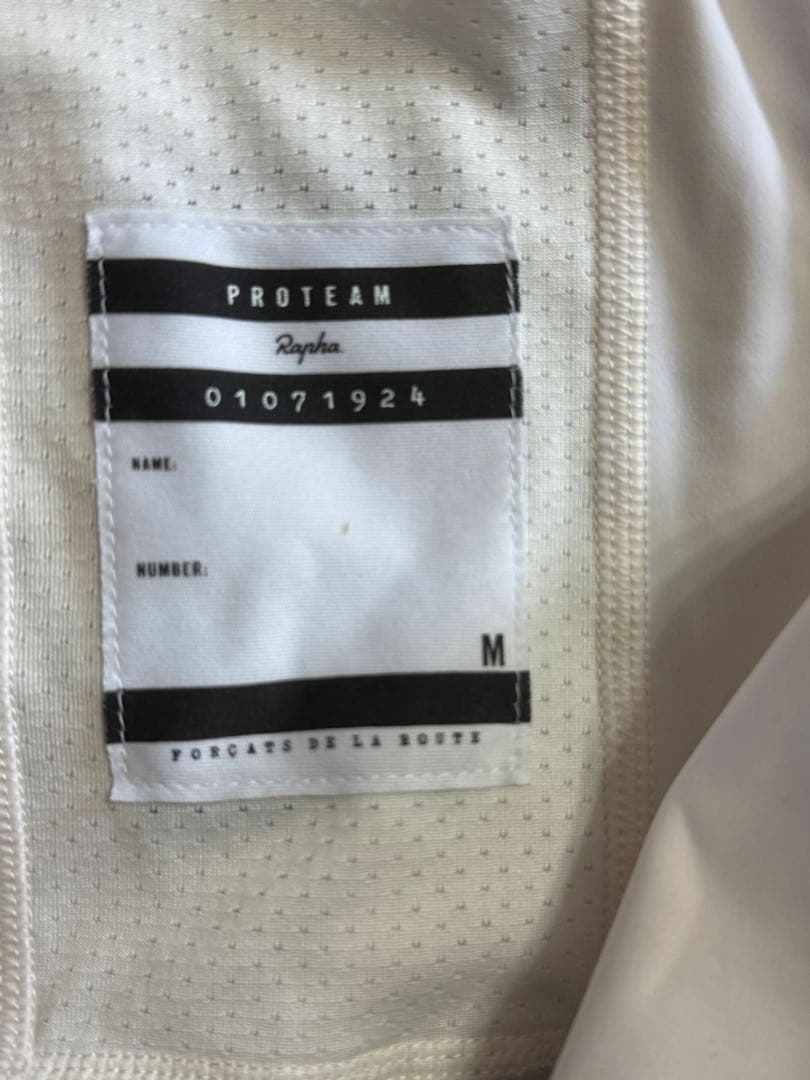 PROTEAM
Rapha
01071924
NAME:
NUMBER:
M
FORÇATS DE LA ROUTE